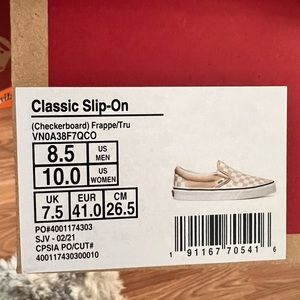 Classic Slip-On
(Checkerboard) Frappe/Tru
VN0A38F7QCO
8.5 US MEN
10.0 US WOMEN
UK EUR CM
7.5 41.0 26.5
PO#4001174303
SJV - 02/21
CPSIA PO/CUT#
400117430300010
1 91167 70541 6